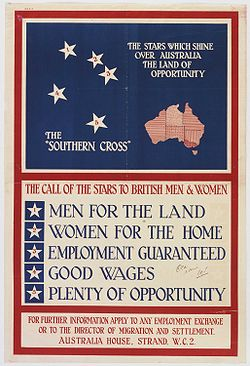 THE STARS WHICH SHINE
OVER AUSTRALIA
THE LAND OF
OPPORTUNITY
THE
"SOUTHERN CROSS"
THE CALL OF THE STARS TO BRITISH MEN & WOMEN
MEN FOR THE LAND
WOMEN FOR THE HOME
EMPLOYMENT GUARANTEED
GOOD WAGES
PLENTY OF OPPORTUNITY
FOR FURTHER INFORMATION APPLY TO ANY EMPLOYMENT EXCHANGE
OR TO THE DIRECTOR OF MIGRATION AND SETTLEMENT.
AUSTRALIA HOUSE, STRAND, W.C.2.